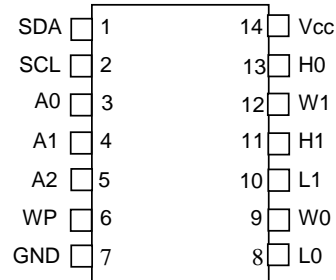 SDA 1 14 Vcc
SCL 2 13 H0
A0 3 12 W1
A1 4 11 H1
A2 5 10 L1
WP 6 9 W0
GND 7 8 L0